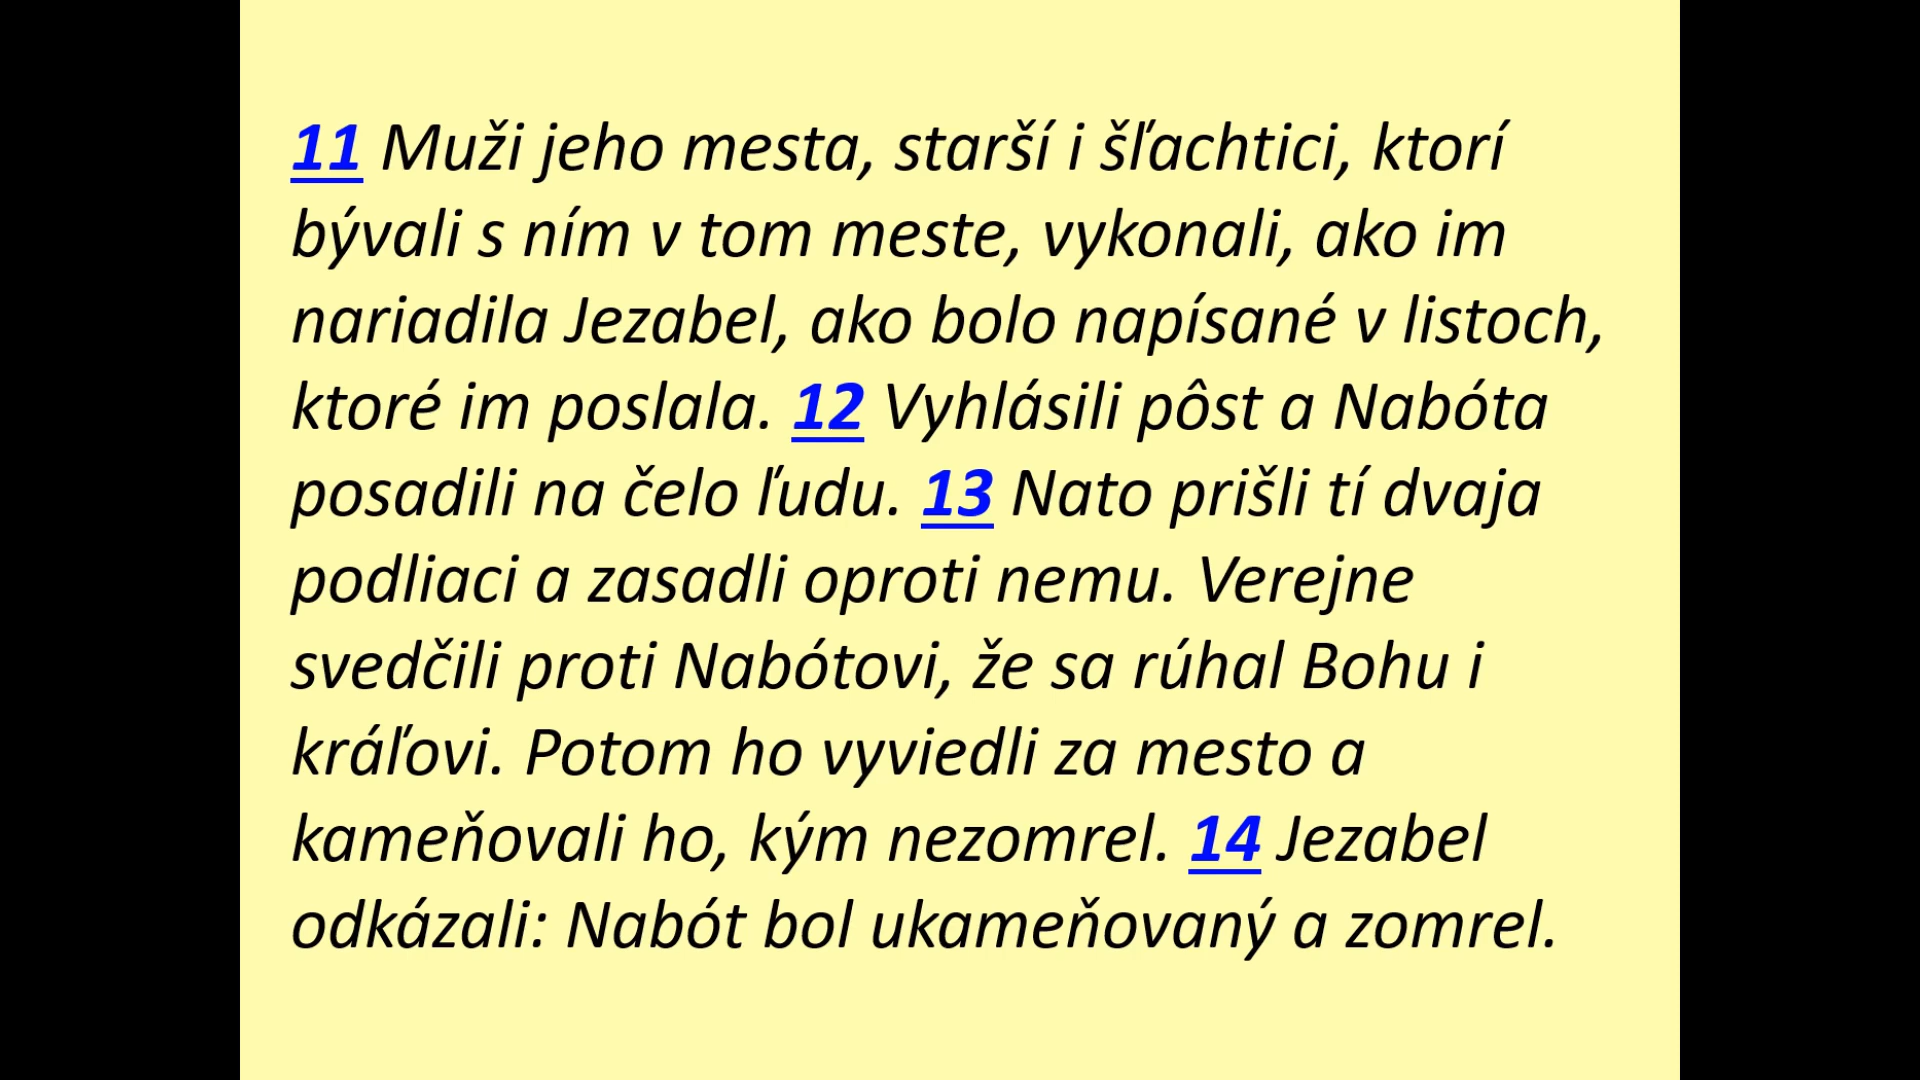 11 Muži jeho mesta, starší i šľachtici, ktorí
bývali s ním v tom meste, vykonali, ako im
nariadila Jezabel, ako bolo napísané v listoch,
ktoré im poslala. 12 Vyhlásili pôst a Nabóta
posadili na čelo ľudu. 13 Nato prišli tí dvaja
podliaci a zasadli oproti nemu. Verejne
svedčili proti Nabótovi, že sa rúhal Bohu i
kráľovi. Potom ho vyviedli za mesto a
kameňovali ho, kým nezomrel. 14 Jezabel
odkázali: Nabót bol ukameňovaný a zomrel.